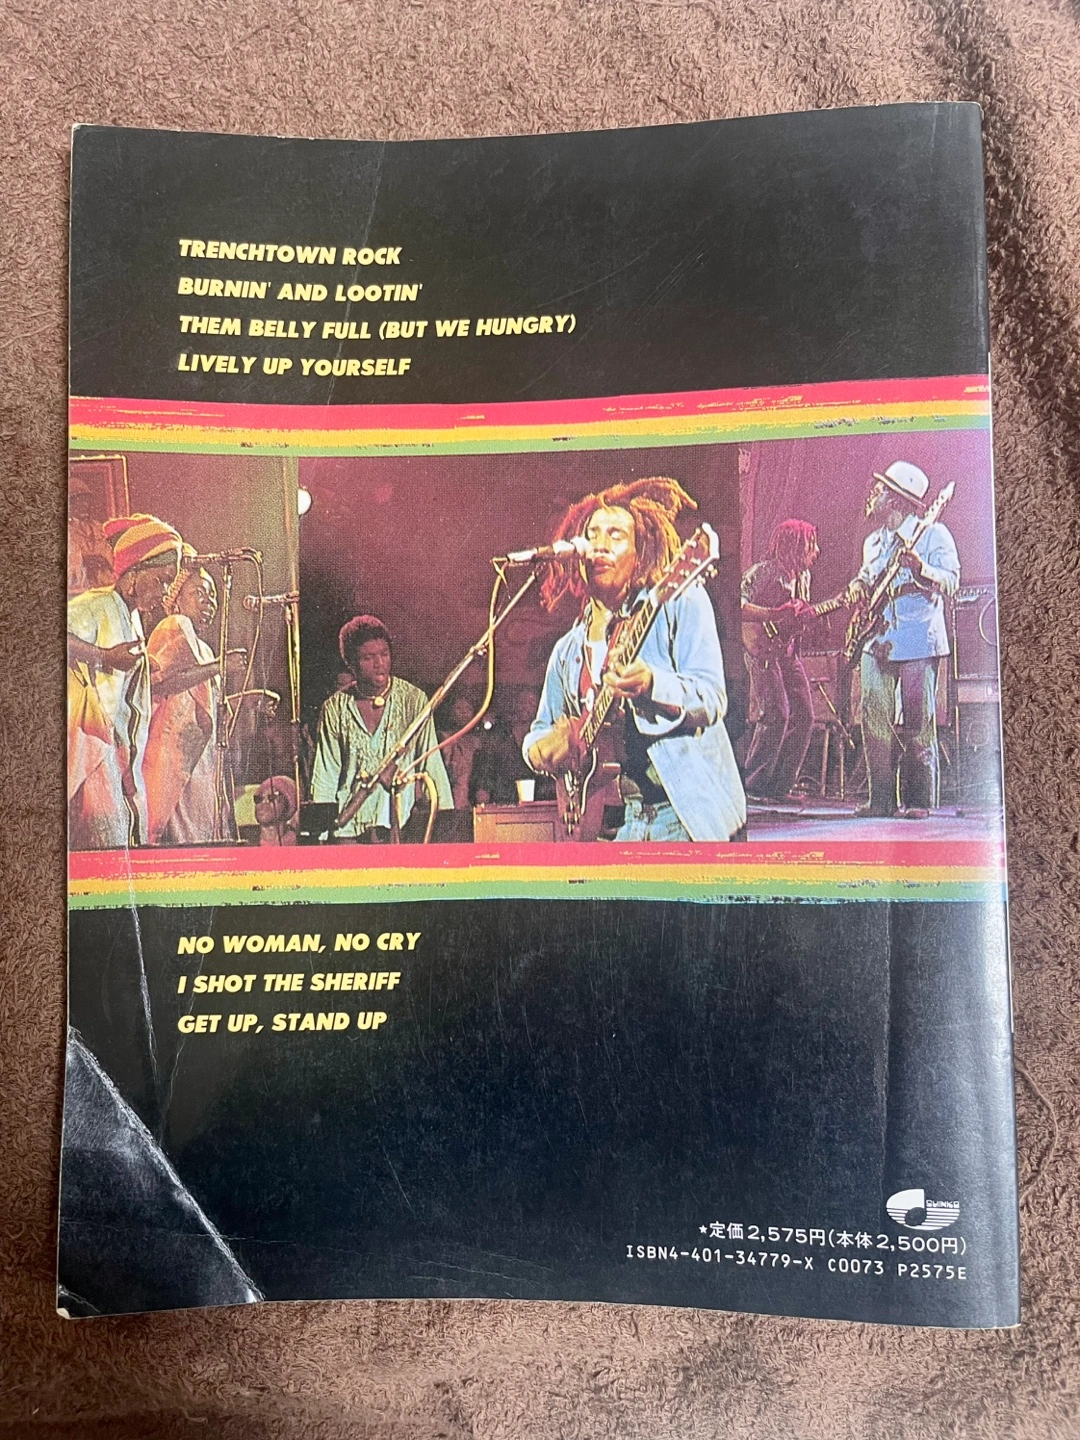 TRENCHTOWN ROCK
BURNIN' AND LOOTIN'
THEM BELLY FULL (BUT WE HUNGRY)
LIVELY UP YOURSELF
NO WOMAN, NO CRY
I SHOT THE SHERIFF
GET UP, STAND UP
SHINKO
★定価2,575円(本体2,500円)
ISBN4-401-34779-X C0073 P2575E